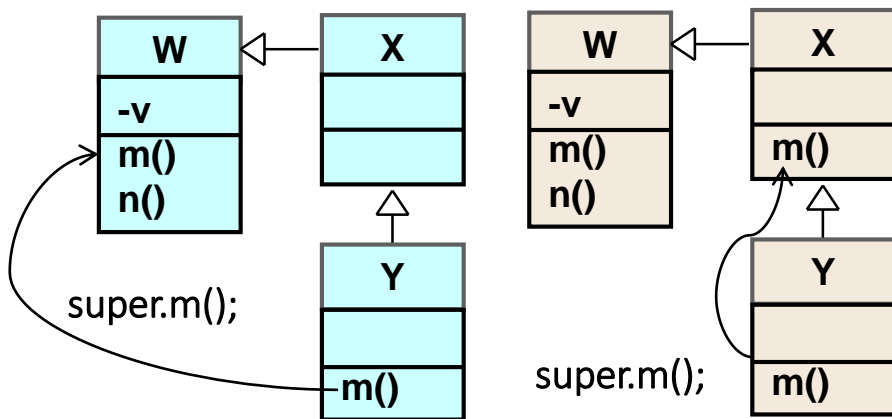 W
-v
m()
n()
X
Y
m()
super.m();
W
-v
m()
n()
X
m()
Y
m()
super.m();